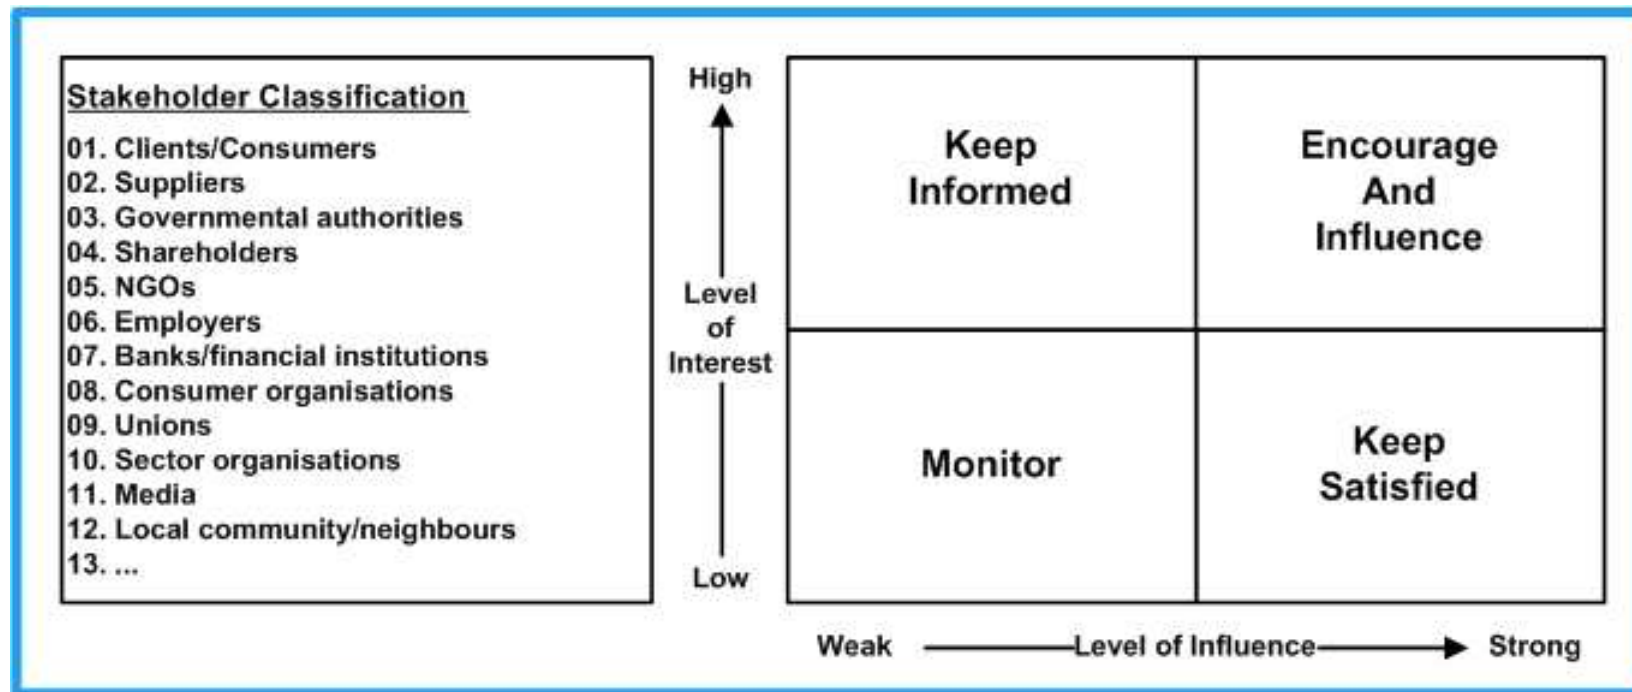 Stakeholder Classification
01. Clients/Consumers
02. Suppliers
03. Governmental authorities
04. Shareholders
05. NGOs
06. Employers
07. Banks/financial institutions
08. Consumer organisations
09. Unions
10. Sector organisations
11. Media
12. Local community/neighbours
13. ...
High
Level
of
Interest
Low
Keep
Informed
Encourage
And
Influence
Monitor
Keep
Satisfied
Weak Level of Influence Strong